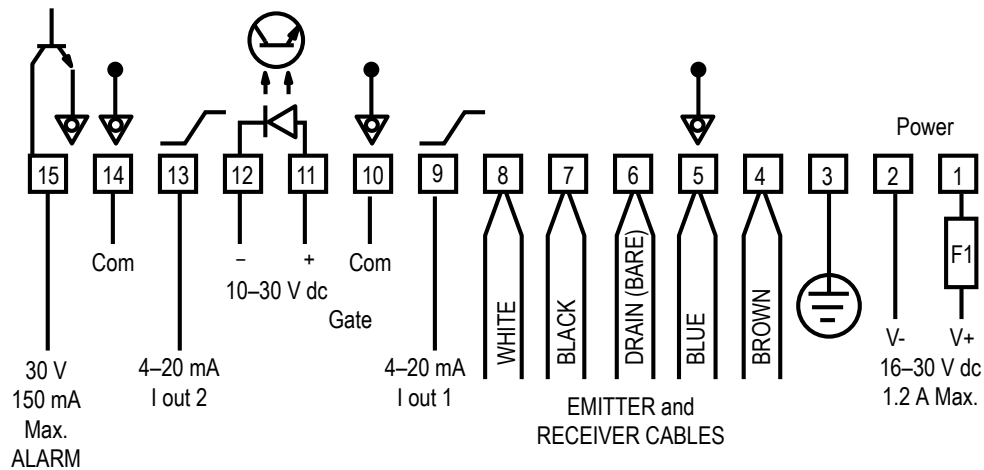 Power
15
14
13
12
11
10
9
8
7
6
5
4
3
2
1
F1
Com
–
+
10–30 V dc
Com
Gate
WHITE
BLACK
DRAIN (BARE)
BLUE
BROWN
V-
V+
16–30 V dc
1.2 A Max.
30 V
150 mA
Max.
ALARM
4–20 mA
I out 2
4–20 mA
I out 1
EMITTER and
RECEIVER CABLES